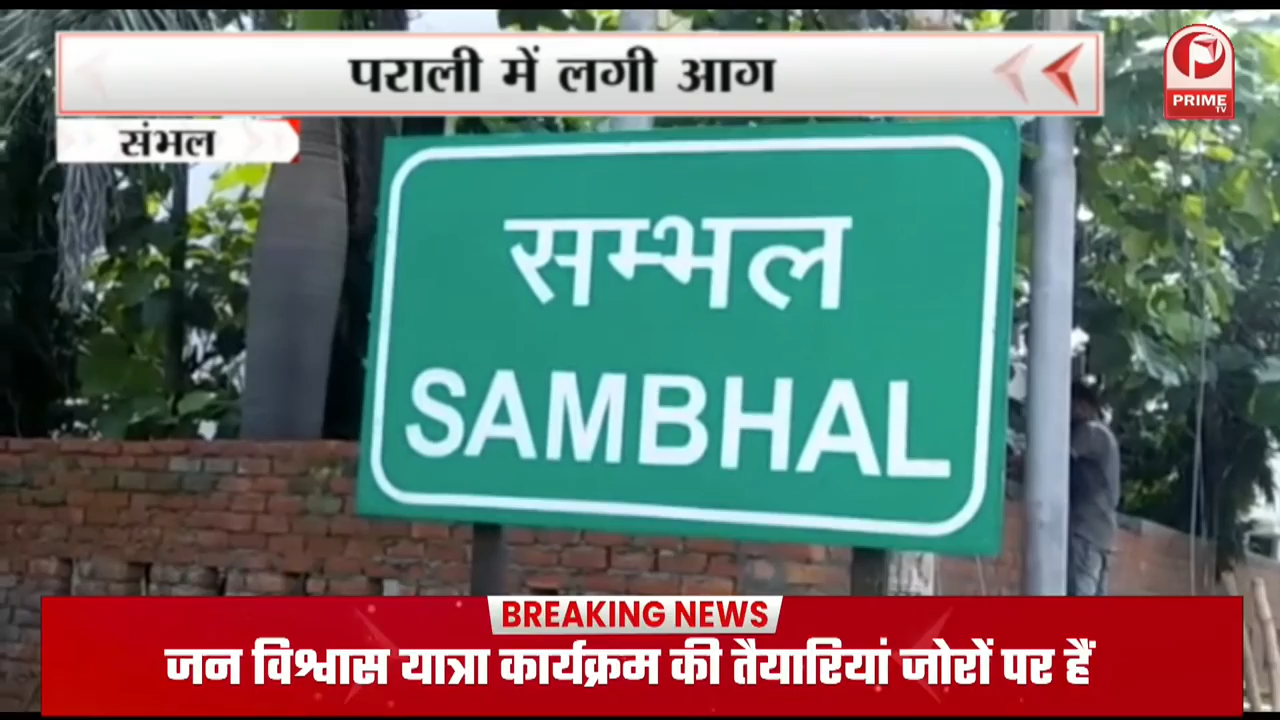 पराली में लगी आग
PRIME
TV
संभल
सम्भल
SAMBHAL
BREAKING NEWS
जन विश्वास यात्रा कार्यक्रम की तैयारियां जोरों पर हैं